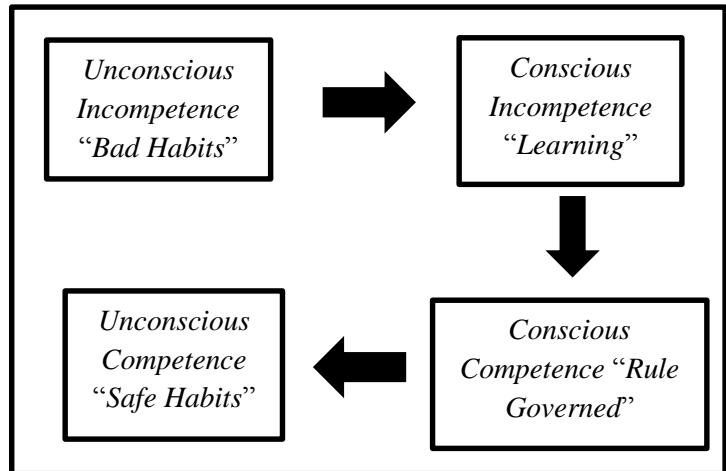 Unconscious
Incompetence
“Bad Habits”
Conscious
Incompetence
“Learning”
Conscious
Competence “Rule
Governed”
Unconscious
Competence
“Safe Habits”